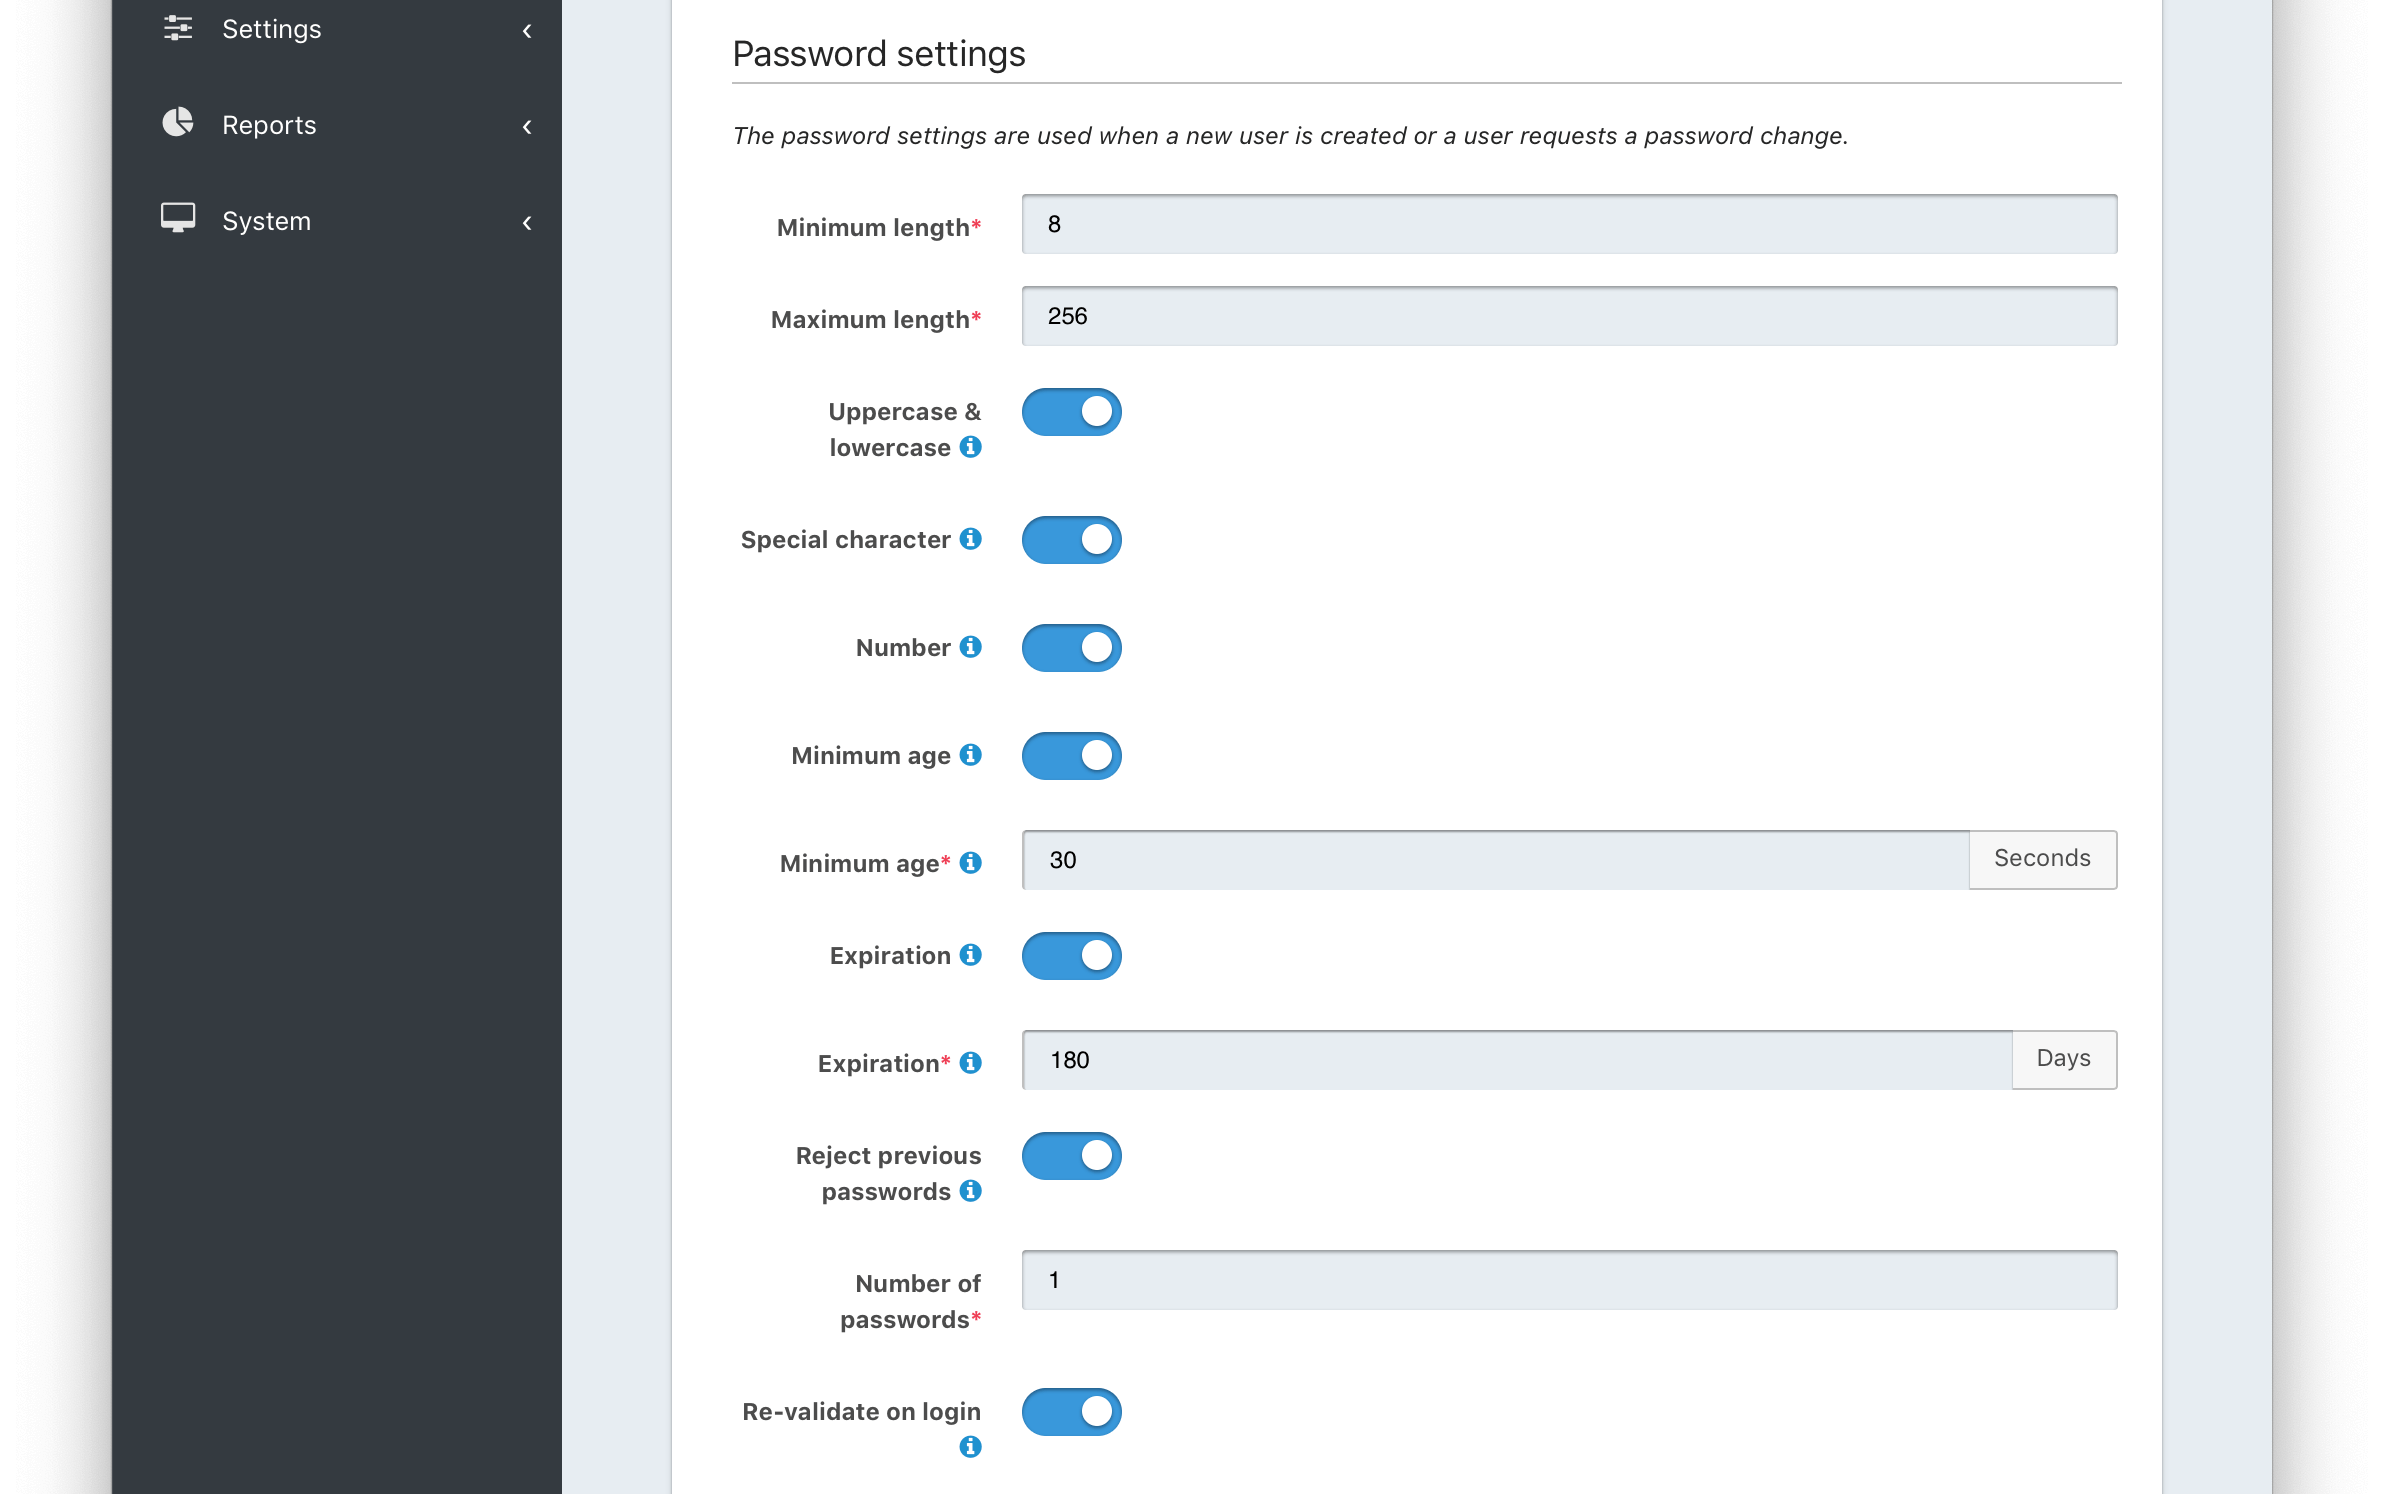 Settings
Reports
System
Password settings
The password settings are used when a new user is created or a user requests a password change.
Minimum length*
8
Maximum length*
256
Uppercase &
lowercase
Special character
Number
Minimum age
Minimum age*
30
Seconds
Expiration
Expiration*
180
Days
Reject previous
passwords
Number of
passwords*
1
Re-validate on login